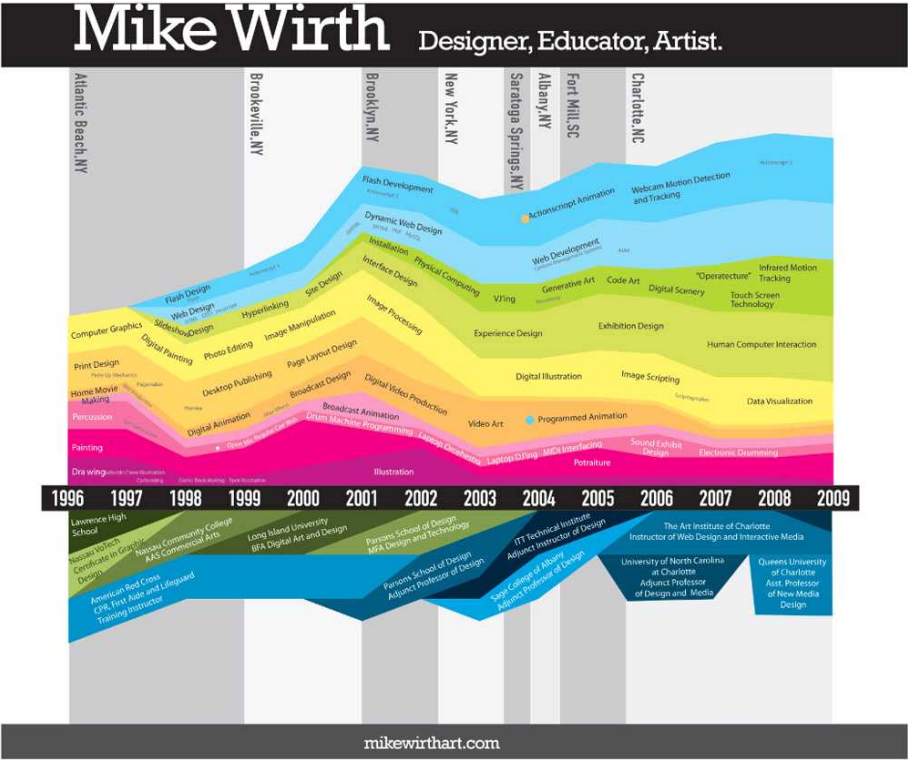 Mike Wirth Designer, Educator, Artist.
Atlantic Beach,NY
Brookeville,NY
Brooklyn,NY
New York,NY
Saratoga Springs,NY
Albany,NY
Fort Mill,SC
Charlotte,NC
Flash Development
Dynamic Web Design
Installation
Physical Computing
Interface Design
Image Processing
Actionscriopt Animation
Webcam Motion Detection
and Tracking
Web Development
Generative Art
Code Art
"Operatecture"
Infrared Motion
Tracking
VJ'ing
Digital Scenery
Touch Screen
Technology
Flash Design
Web Design
SlideshowDesign
Hyperlinking
Site Design
Computer Graphics
Digital Painting
Photo Editing
Image Manipulation
Experience Design
Exhibition Design
Human Computer Interaction
Print Design
Desktop Publishing
Page Layout Design
Digital Illustration
Image Scripting
Data Visualization
Home Movie
Making
Digital Animation
Broadcast Design
Digital Video Production
Video Art
Programmed Animation
Percussion
Broadcast Animation
Drum Machine Programming
Laptop DJ'ing
MIDI Interfacing
Sound Exhibit
Design
Electronic Drumming
Painting
Potraiture
Drawing
Illustration
1996 1997 1998 1999 2000 2001 2002 2003 2004 2005 2006 2007 2008 2009
Lawrence High
School
Nassau VoTech
Certificate in Graphic
Design
Nassau Community College
AAS Commercial Arts
Long Island University
BFA Digital Art and Design
Parsons School of Design
MFA Design and Technology
ITT Technical Institute
Adjunct Instructor of Design
The Art Institute of Charlotte
Instructor of Web Design and Interactive Media
American Red Cross
CPR, First Aide and Lifeguard
Training Instructor
Parsons School of Design
Adjunct Professor of Design
Sage College of Albany
Adjunct Professor of Design
University of North Carolina
at Charlotte
Adjunct Professor
of Design and Media
Queens University
of Charlotte
Asst. Professor
of New Media
Design
mikewirthart.com